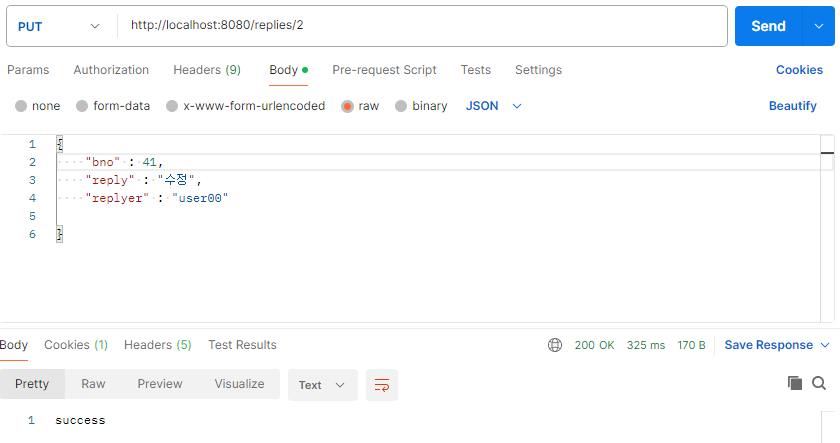 PUT http://localhost:8080/replies/2 Send
Params Authorization Headers (9) Body Pre-request Script Tests Settings Cookies
none form-data x-www-form-urlencoded raw binary JSON Beautify
1 {
2 "bno" : 41,
3 "reply" : "수정",
4 "replyer" : "user00"
5
6 }
Body Cookies (1) Headers (5) Test Results 200 OK 325 ms 170 B Save Response
Pretty Raw Preview Visualize Text
1 success